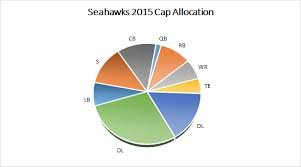 Seahawks 2015 Cap Allocation
QB
RB
WR
TE
OL
DL
LB
S
CB